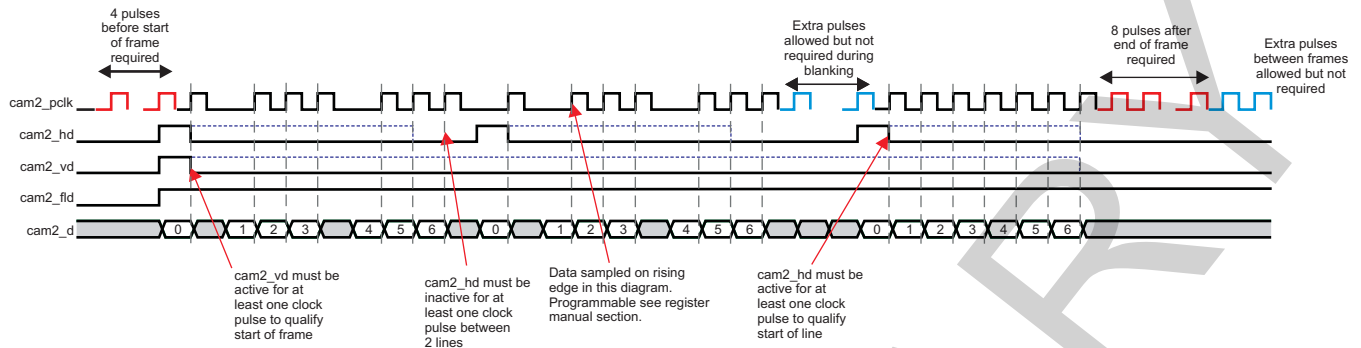 4 pulses
before start
of frame
required
Extra pulses
allowed but not
required during
blanking
8 pulses after
end of frame
required
Extra pulses
between frames
allowed but not
required
cam2_pclk
cam2_hd
cam2_vd
cam2_fld
cam2_d
0 1 2 3 4 5 6 0 1 2 3 4 5 6 0 1 2 3 4 5 6
cam2_vd must be
active for at
least one clock
pulse to qualify
start of frame
cam2_hd must be
inactive for at
least one clock
pulse between
2 lines
Data sampled on rising
edge in this diagram.
Programmable see register
manual section.
cam2_hd must be
active for at
least one clock
pulse to qualify
start of line
R Y